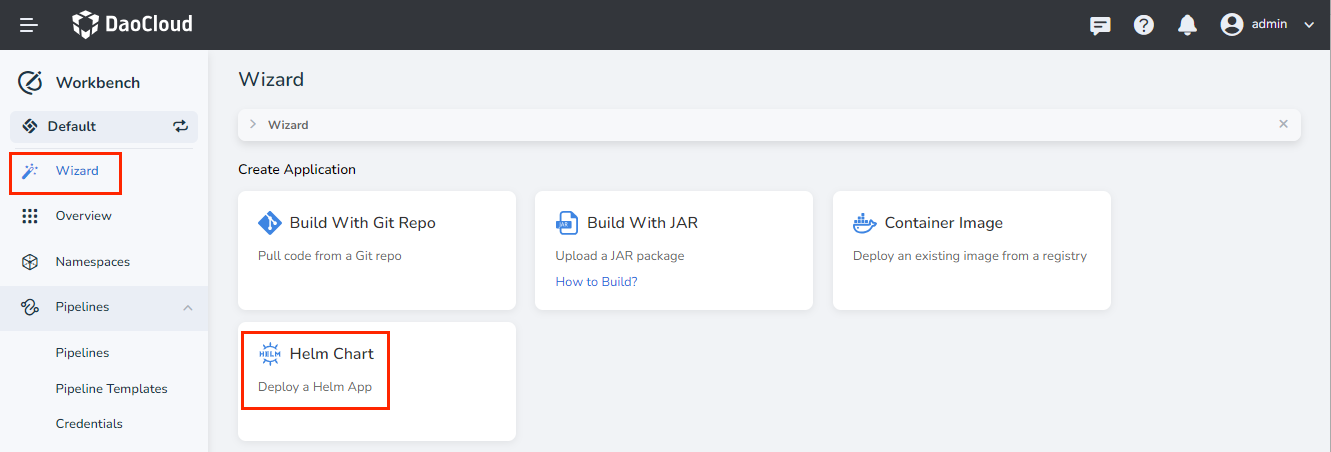 DaoCloud
admin
Workbench
Default
Wizard
Overview
Namespaces
Pipelines
Pipelines
Pipeline Templates
Credentials
Wizard
Wizard
Create Application
Build With Git Repo
Pull code from a Git repo
JAR
Build With JAR
Upload a JAR package
How to Build?
Container Image
Deploy an existing image from a registry
HELM
Helm Chart
Deploy a Helm App